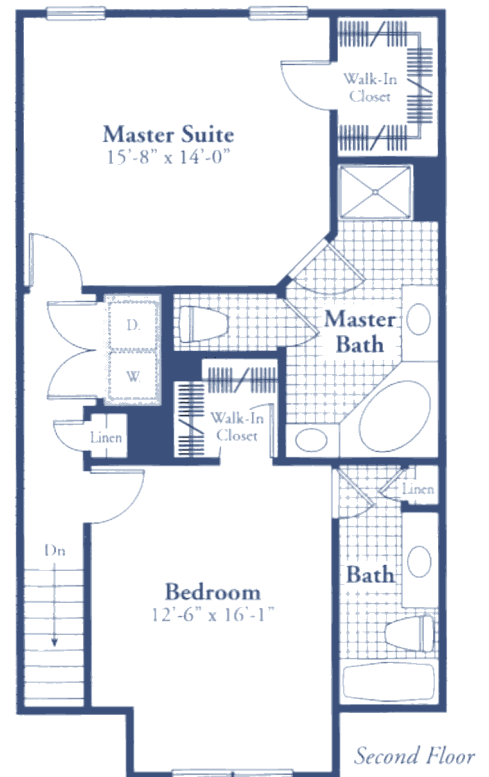 Walk-In
Closet
Master Suite
15’-8” x 14’-0”
D.
W
Master
Bath
Walk-In
Closet
Linen
Linen
Dn
Bath
Bedroom
12’-6” x 16’-1”
Second Floor